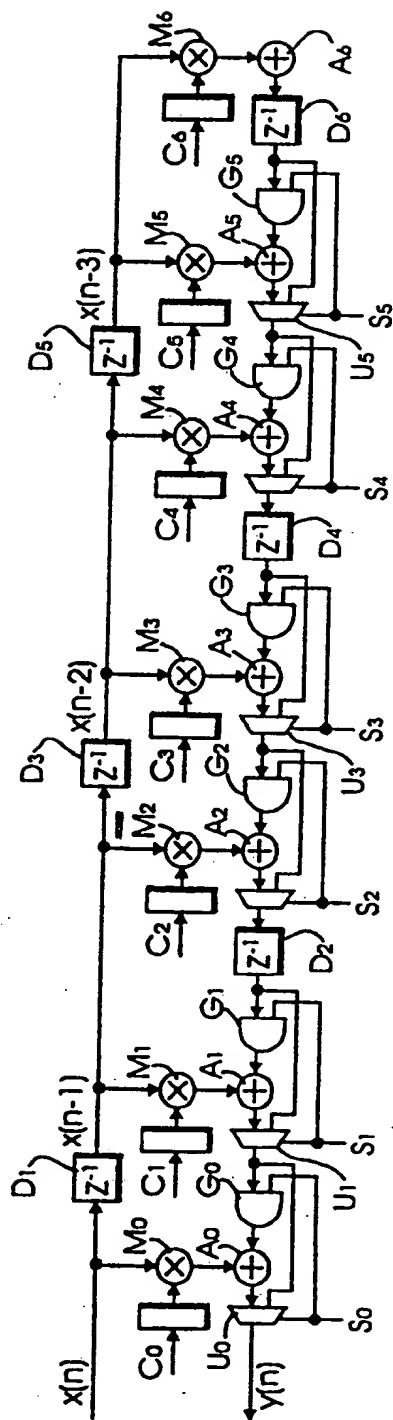 x(n)
D₁
x(n-1)
D₃
x(n-2)
D₅
x(n-3)
M₀
M₁
M₂
M₃
M₄
M₅
M₆
C₀
C₁
C₂
C₃
C₄
C₅
C₆
Z⁻¹
Z⁻¹
Z⁻¹
A₀
G₀
A₁
G₁
A₂
G₂
A₃
G₃
A₄
G₄
A₅
G₅
A₆
Z⁻¹
Z⁻¹
Z⁻¹
D₂
D₄
D₆
U₀
U₁
U₃
U₅
y(n)
S₀
S₁
S₂
S₃
S₄
S₅